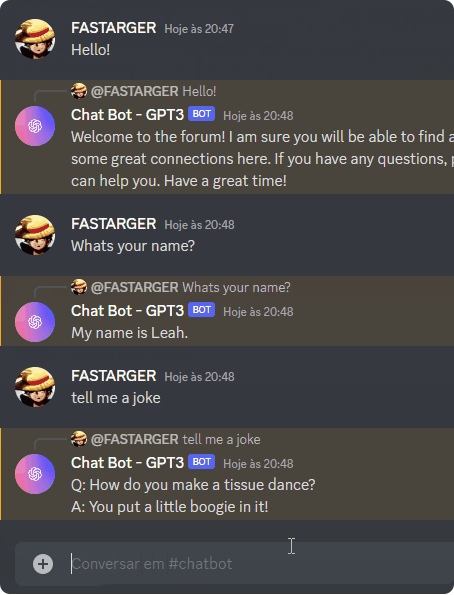 FASTARGER Hoje às 20:47
Hello!
@FASTARGER Hello!
Chat Bot - GPT3 BOT Hoje às 20:48
Welcome to the forum! I am sure you will be able to find a
some great connections here. If you have any questions, p
can help you. Have a great time!
FASTARGER Hoje às 20:48
Whats your name?
@FASTARGER Whats your name?
Chat Bot - GPT3 BOT Hoje às 20:48
My name is Leah.
FASTARGER Hoje às 20:48
tell me a joke
@FASTARGER tell me a joke
Chat Bot - GPT3 BOT Hoje às 20:48
Q: How do you make a tissue dance?
A: You put a little boogie in it!
Conversar em #chatbot